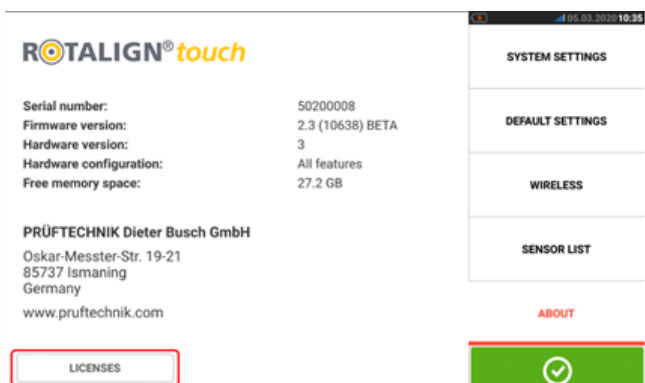 05.03.2020 10:35
ROTALIGN® touch
Serial number: 50200008
Firmware version: 2.3 (10638) BETA
Hardware version: 3
Hardware configuration: All features
Free memory space: 27.2 GB
PRÜFTECHNIK Dieter Busch GmbH
Oskar-Messter-Str. 19-21
85737 Ismaning
Germany
www.pruftechnik.com
LICENSES
SYSTEM SETTINGS
DEFAULT SETTINGS
WIRELESS
SENSOR LIST
ABOUT